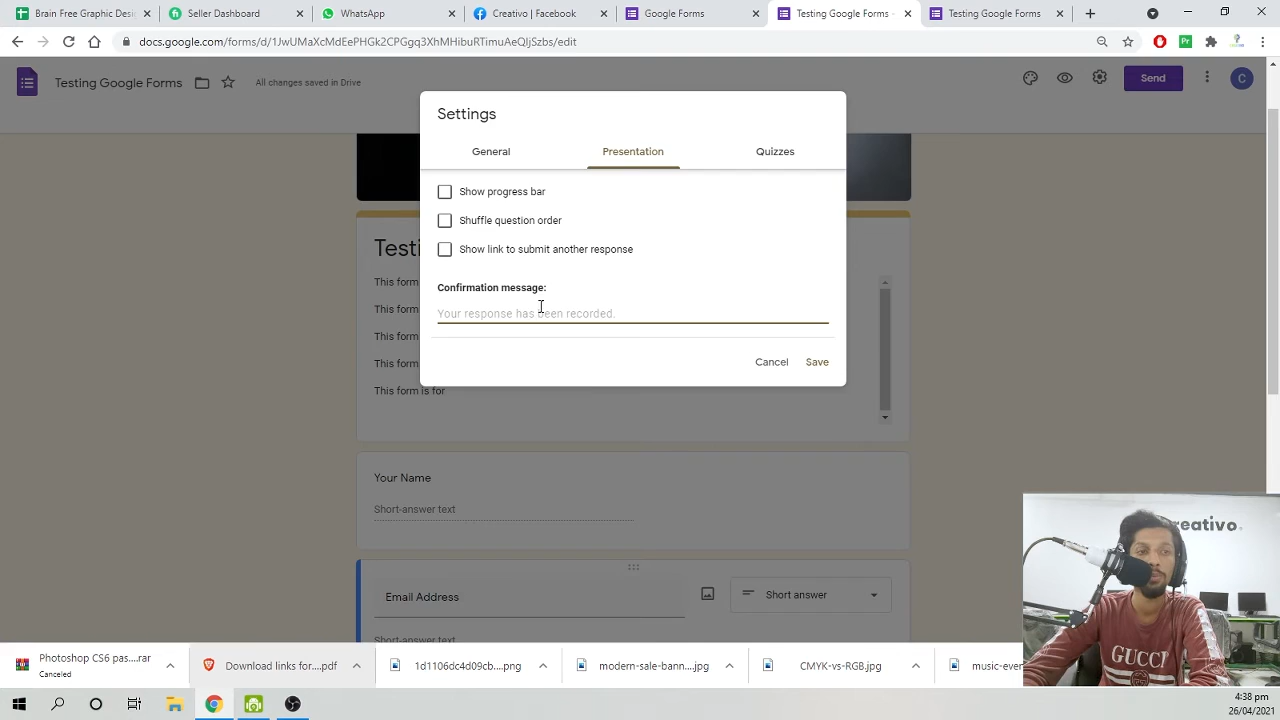 Brain Freeze Graphic Desi
Seller Dashboard
WhatsApp
Creativo | Facebook
Google Forms
Testing Google Forms
Testing Google Forms
docs.google.com/forms/d/1JwUMaXcMdEePHGk2CPGgq3XhMHibuRTimuAeQIjSzbs/edit
Testing Google Forms
All changes saved in Drive
Send
C
Settings
General
Presentation
Quizzes
Show progress bar
Shuffle question order
Show link to submit another response
Confirmation message:
Your response has been recorded.
Cancel
Save
Testi
This form
This form
This form
This form
This form is for
Your Name
Short-answer text
Email Address
Short answer
Short-answer text
reativo
GUCCI
Photoshop CS6 pas....rar
Canceled
Download links for....pdf
1d1106dc4d09cb....png
modern-sale-bann....jpg
CMYK-vs-RGB.jpg
music-even
4:38 pm
26/04/2021